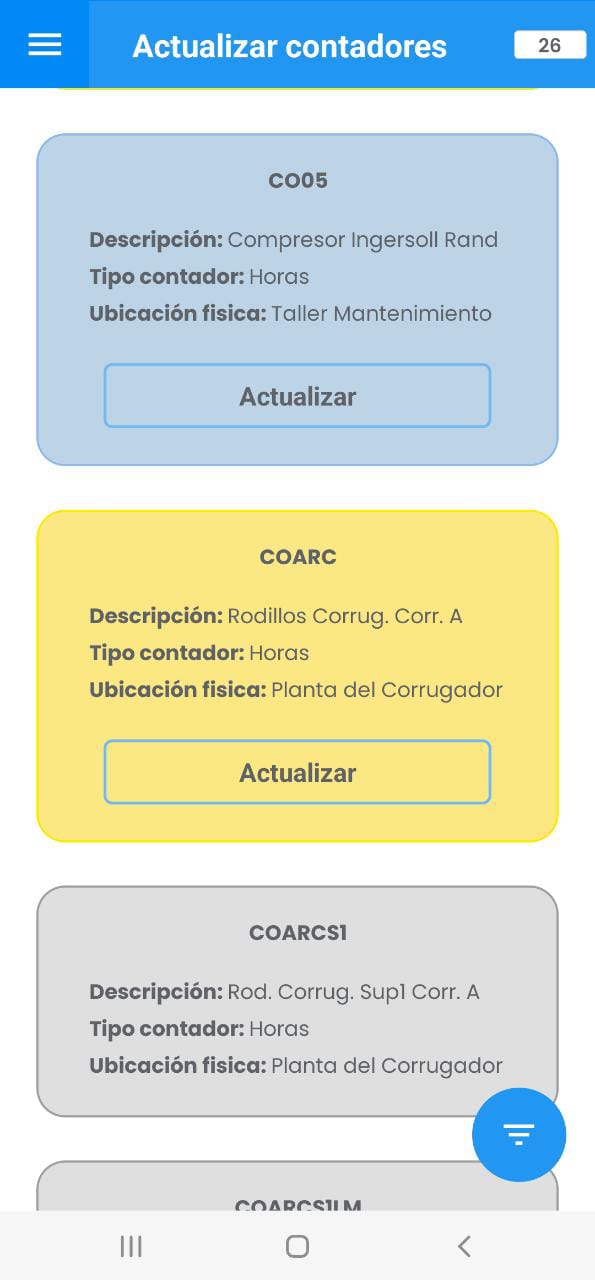 Actualizar contadores
26
CO05
Descripción: Compresor Ingersoll Rand
Tipo contador: Horas
Ubicación fisica: Taller Mantenimiento
Actualizar
COARC
Descripción: Rodillos Corrug. Corr. A
Tipo contador: Horas
Ubicación fisica: Planta del Corrugador
Actualizar
COARCS1
Descripción: Rod. Corrug. Sup1 Corr. A
Tipo contador: Horas
Ubicación fisica: Planta del Corrugador
COARCS1LM